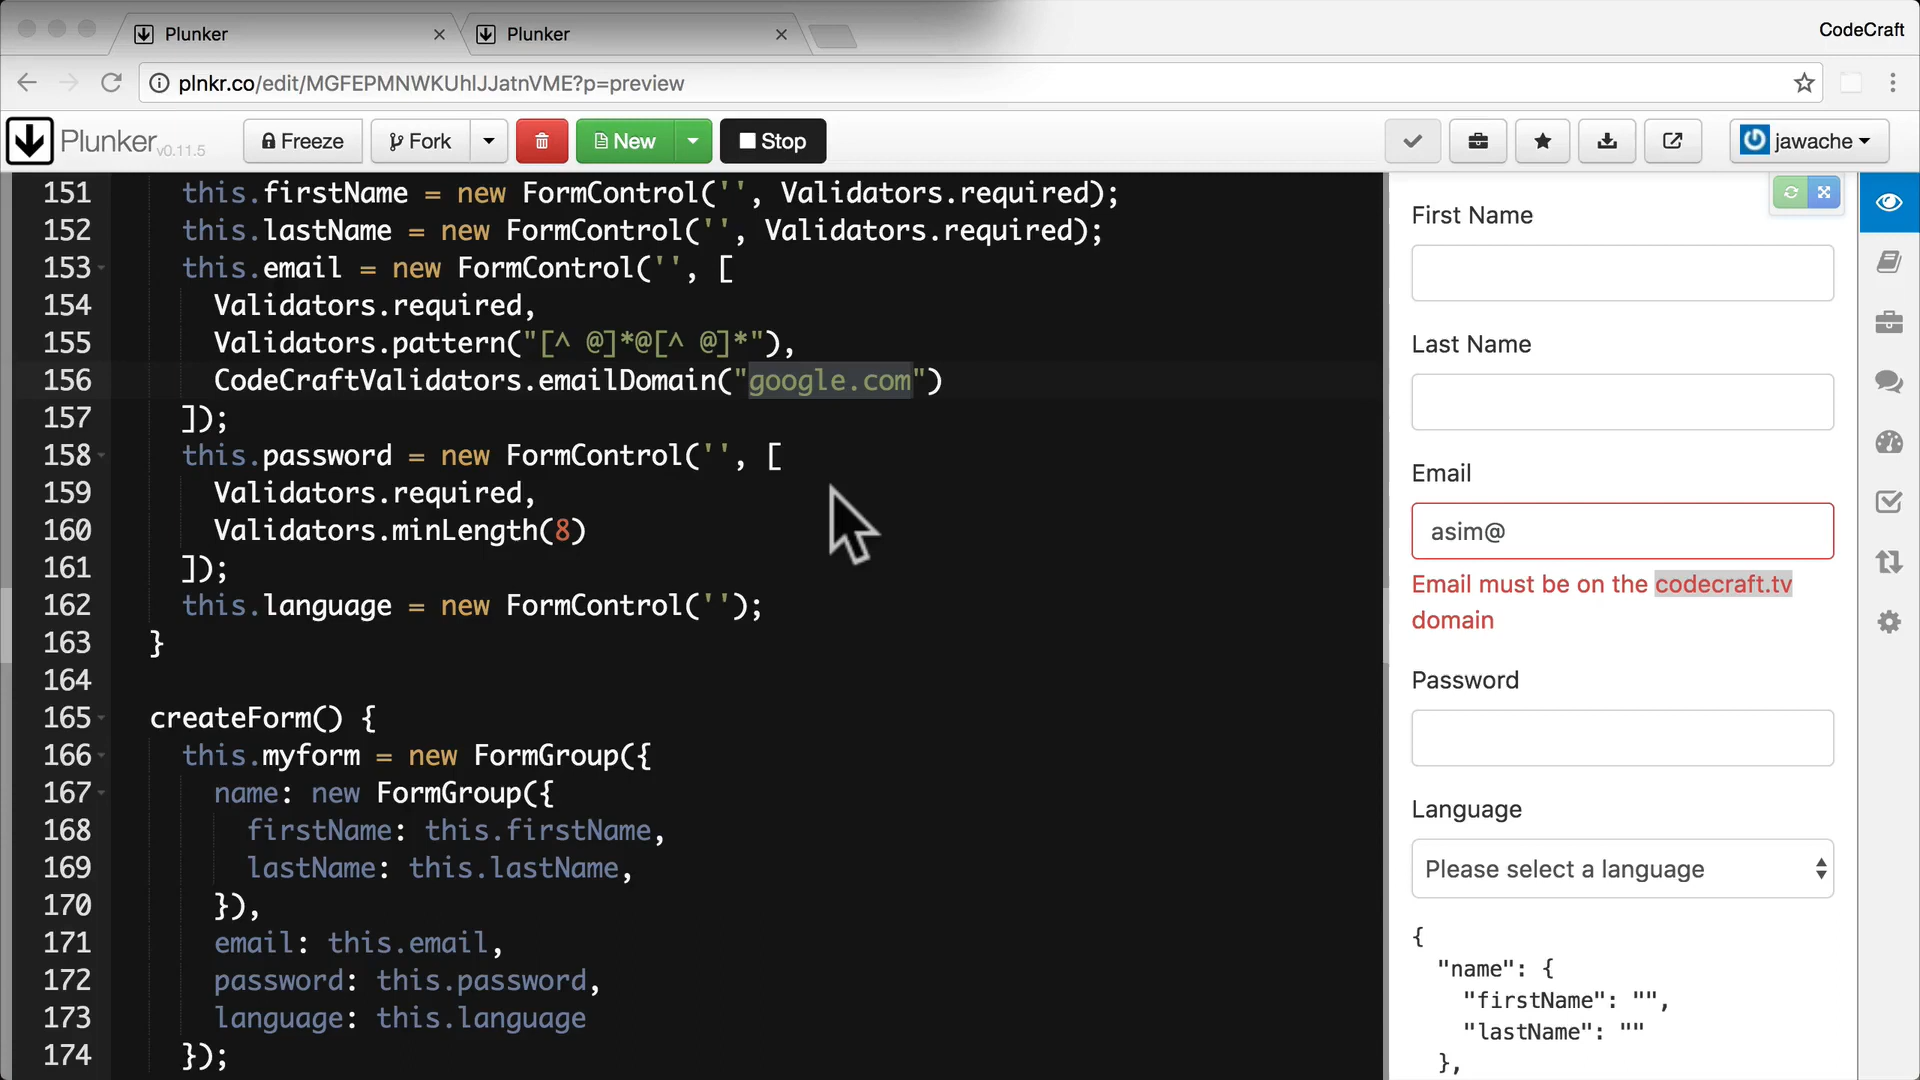 Plunker
Plunker
CodeCraft
plnkr.co/edit/MGFEPMNWKUhlJJatnVME?p=preview
Plunker v0.11.5
Freeze
Fork
New
Stop
jawache
151 this.firstName = new FormControl('', Validators.required);
152 this.lastName = new FormControl('', Validators.required);
153 this.email = new FormControl('', [
154 Validators.required,
155 Validators.pattern("[^ @]*@[^ @]*"),
156 CodeCraftValidators.emailDomain("google.com")
157 ]);
158 this.password = new FormControl('', [
159 Validators.required,
160 Validators.minLength(8)
161 ]);
162 this.language = new FormControl('');
163 }
164
165 createForm() {
166 this.myform = new FormGroup({
167 name: new FormGroup({
168 firstName: this.firstName,
169 lastName: this.lastName,
170 }),
171 email: this.email,
172 password: this.password,
173 language: this.language
174 });
First Name
Last Name
Email
asim@
Email must be on the codecraft.tv
domain
Password
Language
Please select a language
{
"name": {
"firstName": "",
"lastName": ""
},